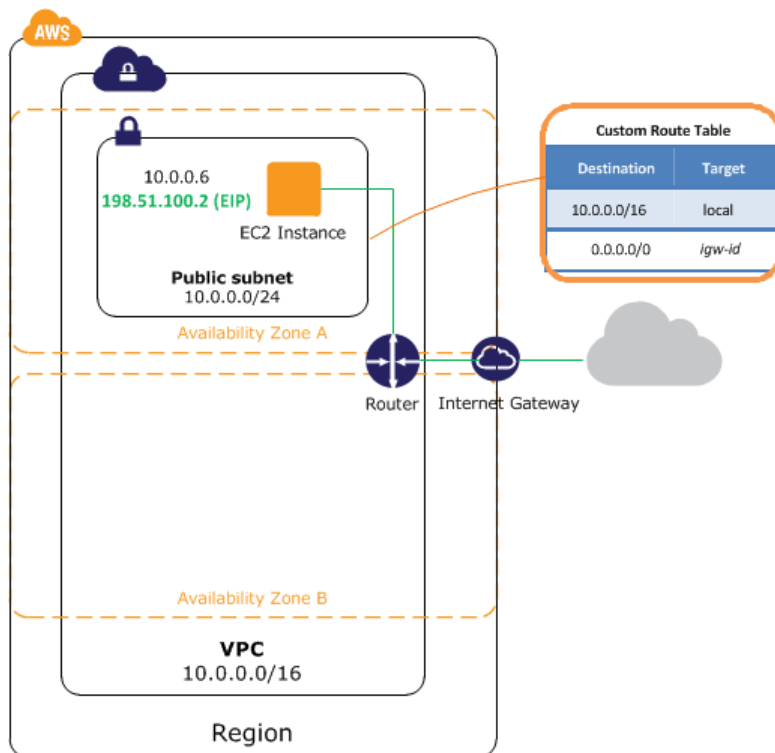 AWS
10.0.0.6
198.51.100.2 (EIP)
EC2 Instance
Public subnet
10.0.0.0/24
Availability Zone A
Custom Route Table
Destination Target
10.0.0.0/16 local
0.0.0.0/0 igw-id
Router
Internet Gateway
Availability Zone B
VPC
10.0.0.0/16
Region